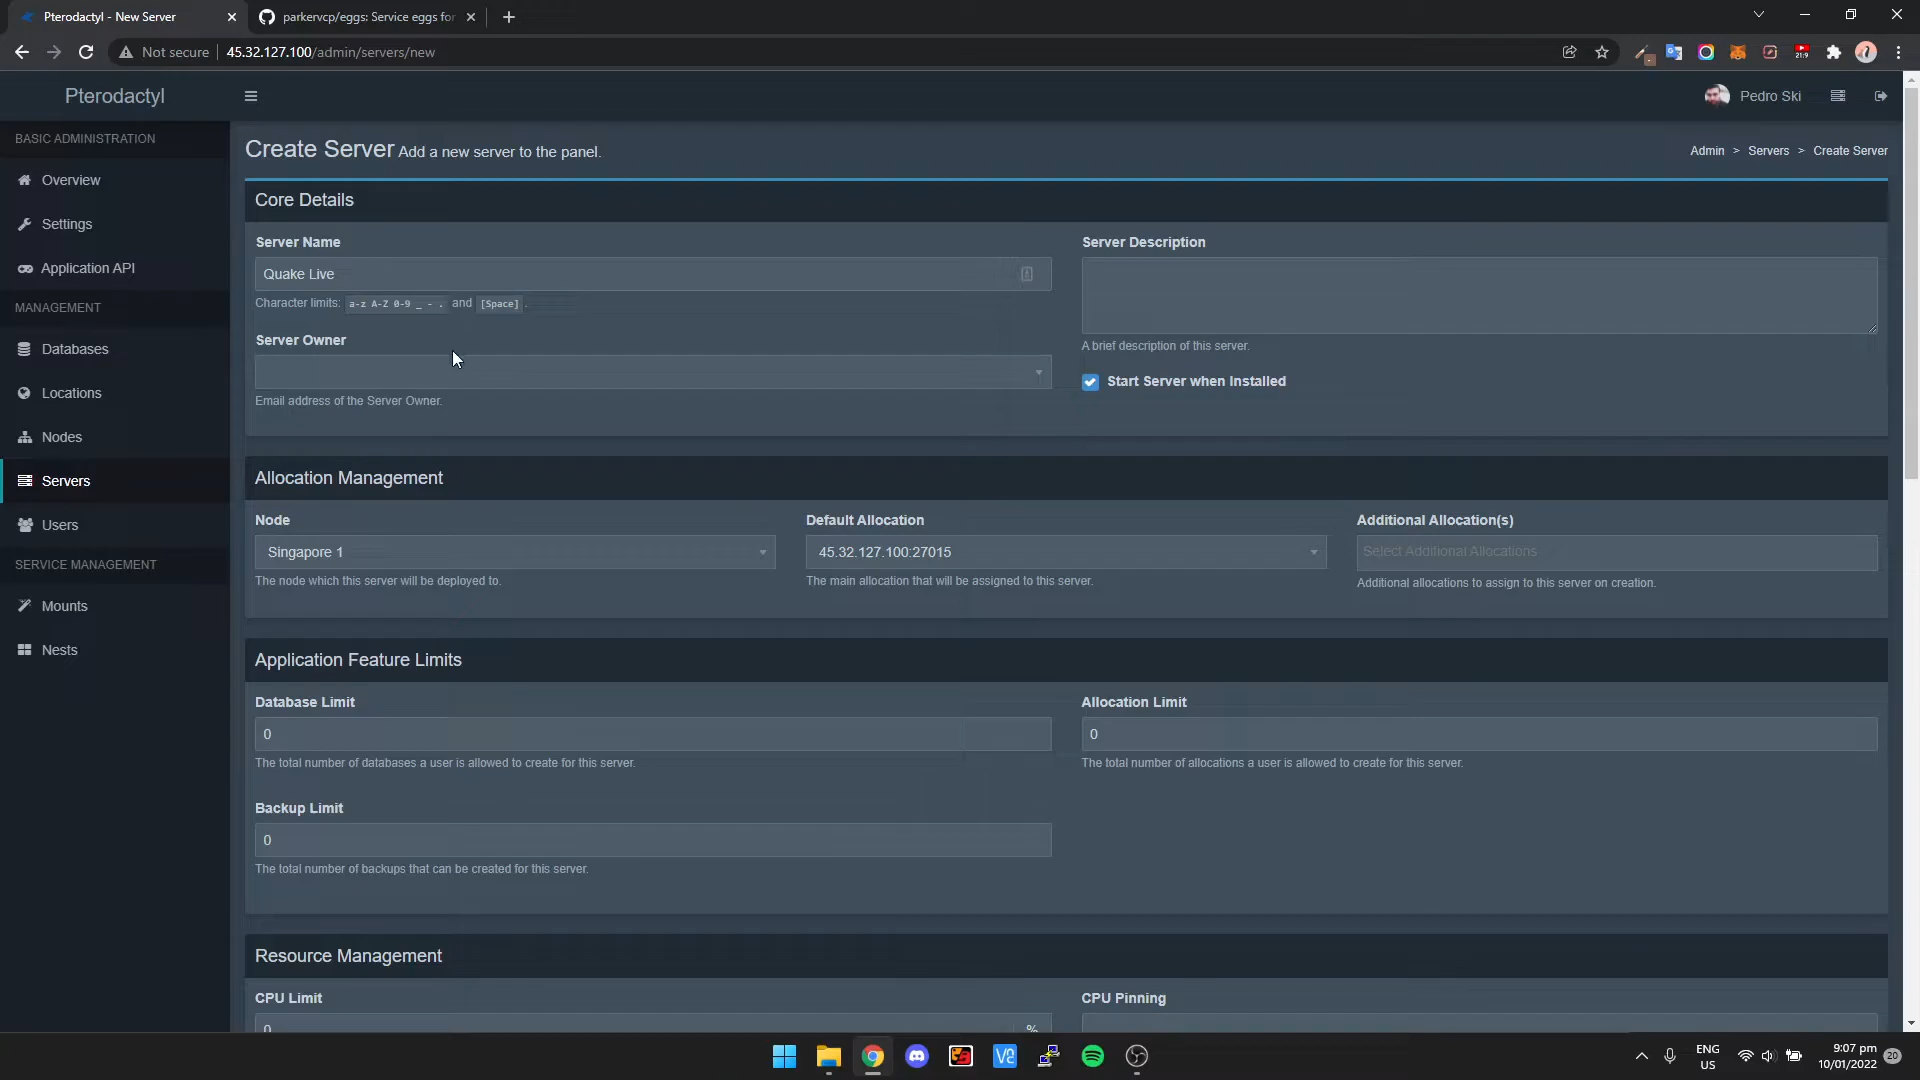 Pterodactyl - New Server
parkervcp/eggs: Service eggs for
Not secure
45.32.127.100/admin/servers/new
21:9
Pterodactyl
Pedro Ski
BASIC ADMINISTRATION
Overview
Settings
Application API
MANAGEMENT
Databases
Locations
Nodes
Servers
Users
SERVICE MANAGEMENT
Mounts
Nests
Create Server Add a new server to the panel.
Admin > Servers > Create Server
Core Details
Server Name
Quake Live
Character limits: a-z A-Z 0-9 _ - . and [Space] .
Server Owner
Email address of the Server Owner.
Server Description
A brief description of this server.
Start Server when Installed
Allocation Management
Node
Singapore 1
The node which this server will be deployed to.
Default Allocation
45.32.127.100:27015
The main allocation that will be assigned to this server.
Additional Allocation(s)
Select Additional Allocations
Additional allocations to assign to this server on creation.
Application Feature Limits
Database Limit
0
The total number of databases a user is allowed to create for this server.
Allocation Limit
0
The total number of allocations a user is allowed to create for this server.
Backup Limit
0
The total number of backups that can be created for this server.
Resource Management
CPU Limit
0
%
CPU Pinning
ENG
US
9:07 pm
10/01/2022
20